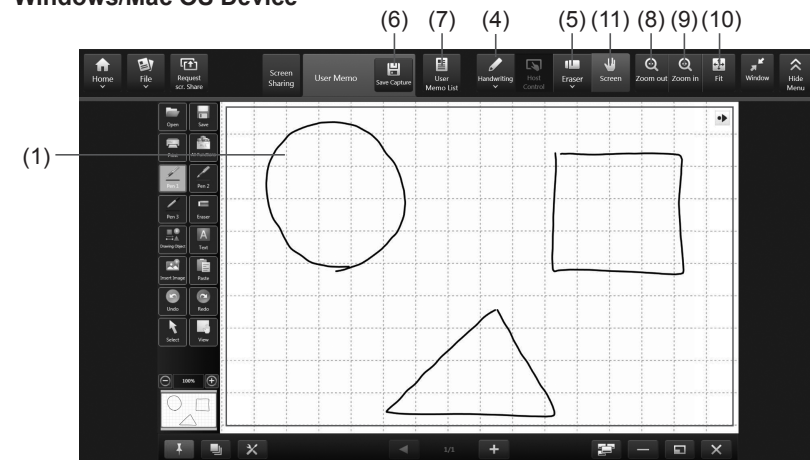 Windows/Mac OS Device
(6) (7) (4) (5) (11) (8) (9) (10)
Home File Request scr. Share Screen Sharing User Memo Save Capture User Memo List Handwriting Host Control Eraser Screen Zoom out Zoom in Fit Window Hide Menu
(1)
Open Save
Pen 1 Pen 2
Pen 3 Eraser
Drawing Object Text
Insert Image Paste
Undo Redo
Select View
100%
1/1